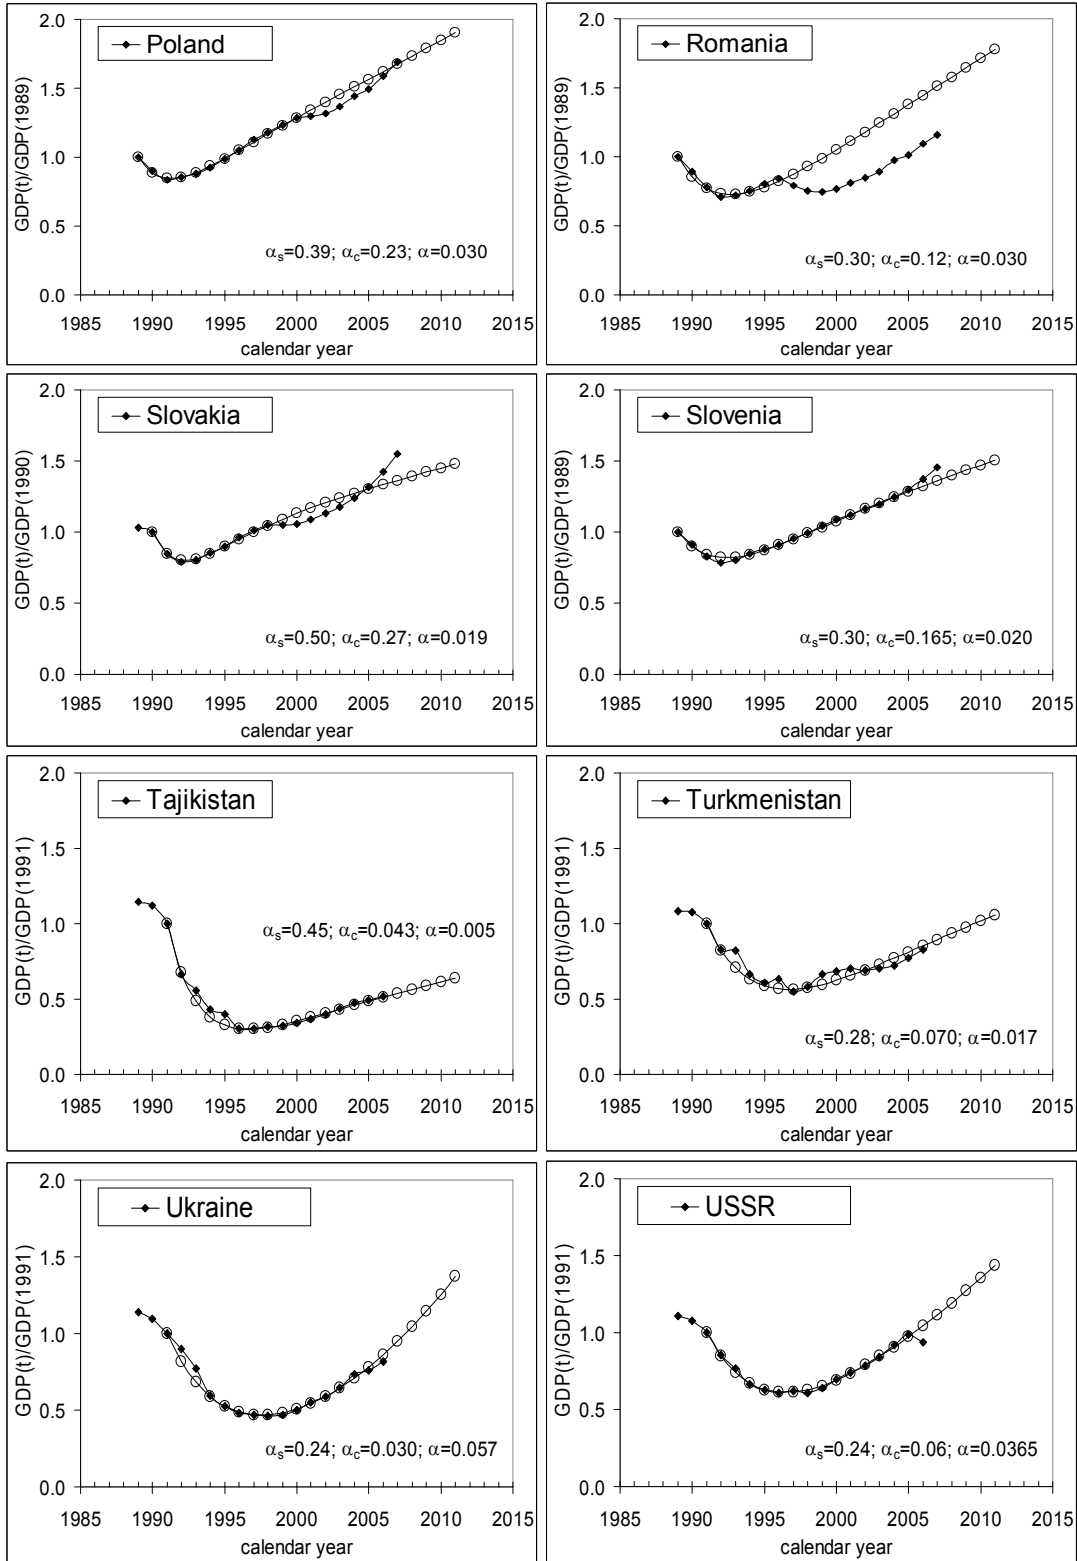 Poland
GDP(t)/GDP(1989)
2.0
1.5
1.0
0.5
0.0
αs=0.39; αc=0.23; α=0.030
1985 1990 1995 2000 2005 2010 2015
calendar year
Romania
GDP(t)/GDP(1989)
2.0
1.5
1.0
0.5
0.0
αs=0.30; αc=0.12; α=0.030
1985 1990 1995 2000 2005 2010 2015
calendar year
Slovakia
GDP(t)/GDP(1990)
2.0
1.5
1.0
0.5
0.0
αs=0.50; αc=0.27; α=0.019
1985 1990 1995 2000 2005 2010 2015
calendar year
Slovenia
GDP(t)/GDP(1989)
2.0
1.5
1.0
0.5
0.0
αs=0.30; αc=0.165; α=0.020
1985 1990 1995 2000 2005 2010 2015
calendar year
Tajikistan
GDP(t)/GDP(1991)
2.0
1.5
1.0
0.5
0.0
αs=0.45; αc=0.043; α=0.005
1985 1990 1995 2000 2005 2010 2015
calendar year
Turkmenistan
GDP(t)/GDP(1991)
2.0
1.5
1.0
0.5
0.0
αs=0.28; αc=0.070; α=0.017
1985 1990 1995 2000 2005 2010 2015
calendar year
Ukraine
GDP(t)/GDP(1991)
2.0
1.5
1.0
0.5
0.0
αs=0.24; αc=0.030; α=0.057
1985 1990 1995 2000 2005 2010 2015
calendar year
USSR
GDP(t)/GDP(1991)
2.0
1.5
1.0
0.5
0.0
αs=0.24; αc=0.06; α=0.0365
1985 1990 1995 2000 2005 2010 2015
calendar year